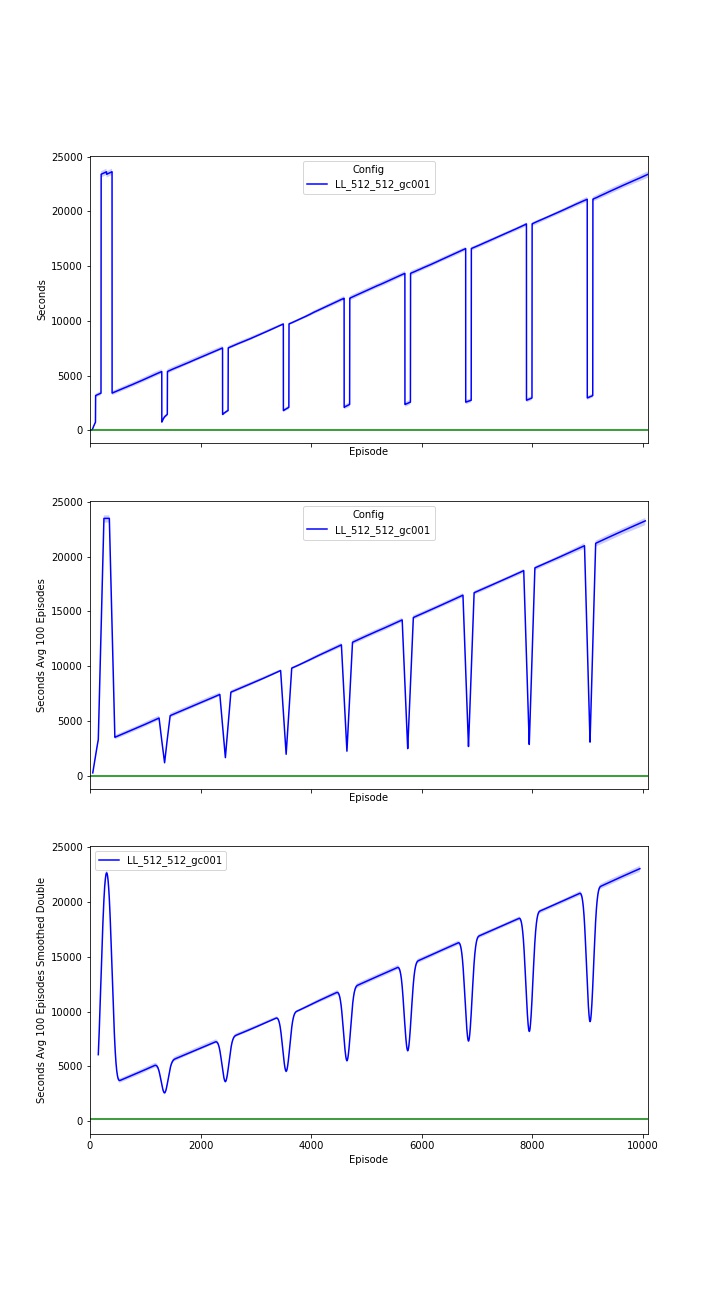 25000
20000
15000
10000
5000
0
Seconds
Config
LL_512_512_gc001
Episode
25000
20000
15000
10000
5000
0
Seconds Avg 100 Episodes
Config
LL_512_512_gc001
Episode
25000
20000
15000
10000
5000
0
Seconds Avg 100 Episodes Smoothed Double
LL_512_512_gc001
0 2000 4000 6000 8000 10000
Episode